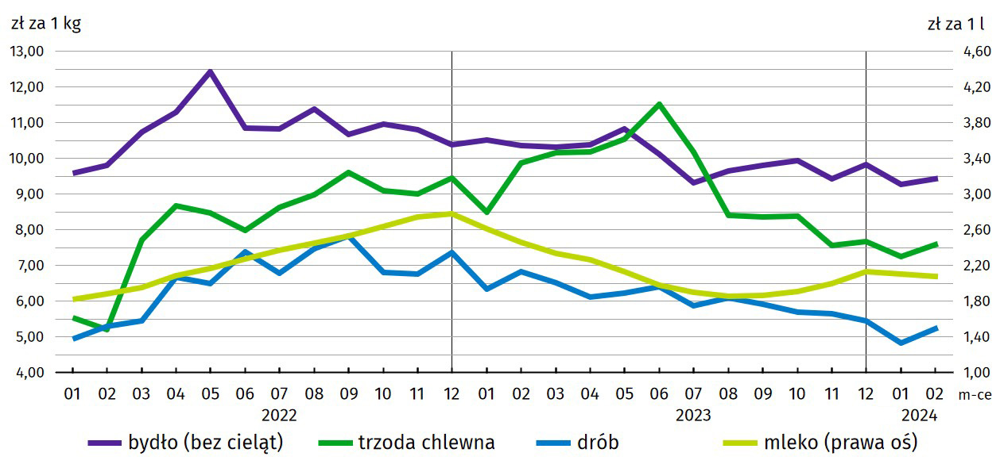 zł za 1 kg zł za 1 l
13,00 4,60
12,00 4,20
11,00 3,80
10,00 3,40
9,00 3,00
8,00 2,60
7,00 2,20
6,00 1,80
5,00 1,40
4,00 1,00
01 02 03 04 05 06 07 08 09 10 11 12 01 02 03 04 05 06 07 08 09 10 11 12 01 02 m-ce
2022 2023 2024
bydło (bez cieląt) trzoda chlewna drób mleko (prawa oś)